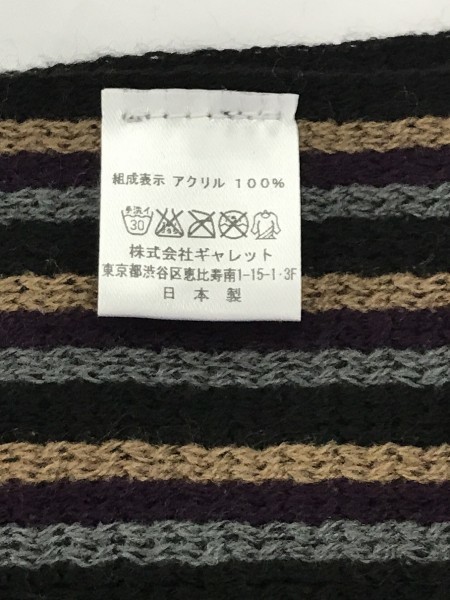 組成表示 アクリル 100%
手洗イ
30
株式会社ギャレット
東京都渋谷区恵比寿南1-15-1・3F
日本製